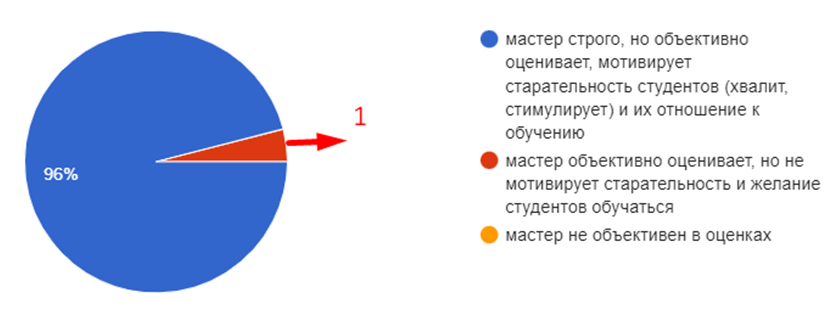 96%
1
мастер строго, но объективно
оценивает, мотивирует
старательность студентов (хвалит,
стимулирует) и их отношение к
обучению
мастер объективно оценивает, но не
мотивирует старательность и желание
студентов обучаться
мастер не объективен в оценках